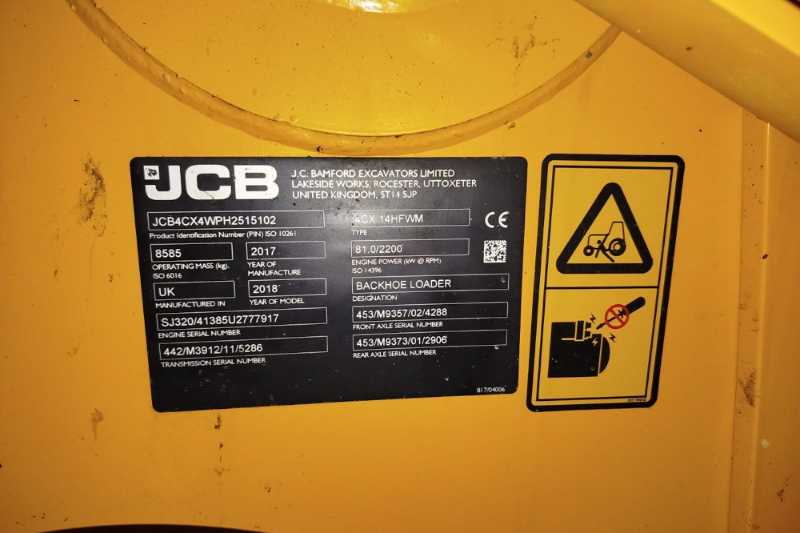 JCB
J.C. BAMFORD EXCAVATORS LIMITED
LAKESIDE WORKS, ROCESTER, UTTOXETER
UNITED KINGDOM, ST14 5JP
JCB4CX4WPH2515102
Product Identification Number (PIN) ISO 10261
4CX 14HFWM
TYPE
CE
8585
OPERATING MASS (kg).
ISO 6016
2017
YEAR OF
MANUFACTURE
81.0/2200
ENGINE POWER (kW @ RPM)
ISO 14396
UK
MANUFACTURED IN
2018
YEAR OF MODEL
BACKHOE LOADER
DESIGNATION
SJ320/41385U2777917
ENGINE SERIAL NUMBER
453/M9357/02/4288
FRONT AXLE SERIAL NUMBER
442/M3912/11/5286
TRANSMISSION SERIAL NUMBER
453/M9373/01/2906
REAR AXLE SERIAL NUMBER
817/04006